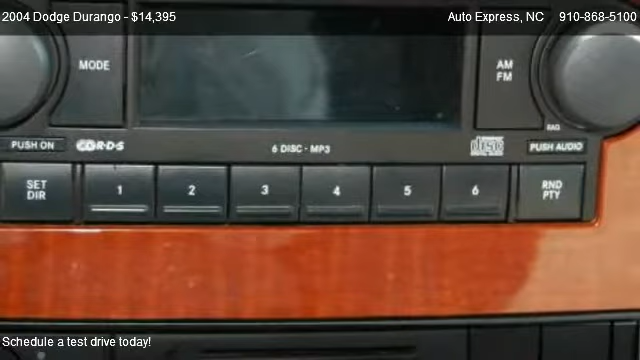 2004 Dodge Durango - $14,395 Auto Express, NC 910-868-5100
MODE
AM
FM
PUSH ON R·D·S 6 DISC · MP3 PUSH AUDIO
SET
DIR
1 2 3 4 5 6
RND
PTY
Schedule a test drive today!